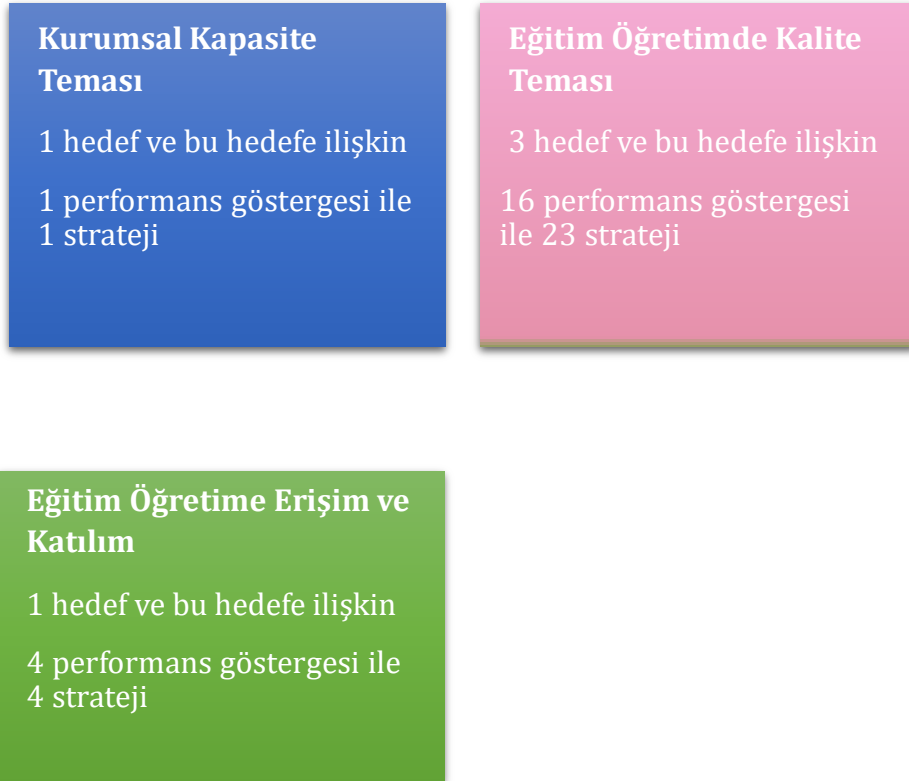 Kurumsal Kapasite
Teması
1 hedef ve bu hedefe ilişkin
1 performans göstergesi ile
1 strateji
Eğitim Öğretimde Kalite
Teması
3 hedef ve bu hedefe ilişkin
16 performans göstergesi
ile 23 strateji
Eğitim Öğretime Erişim ve
Katılım
1 hedef ve bu hedefe ilişkin
4 performans göstergesi ile
4 strateji